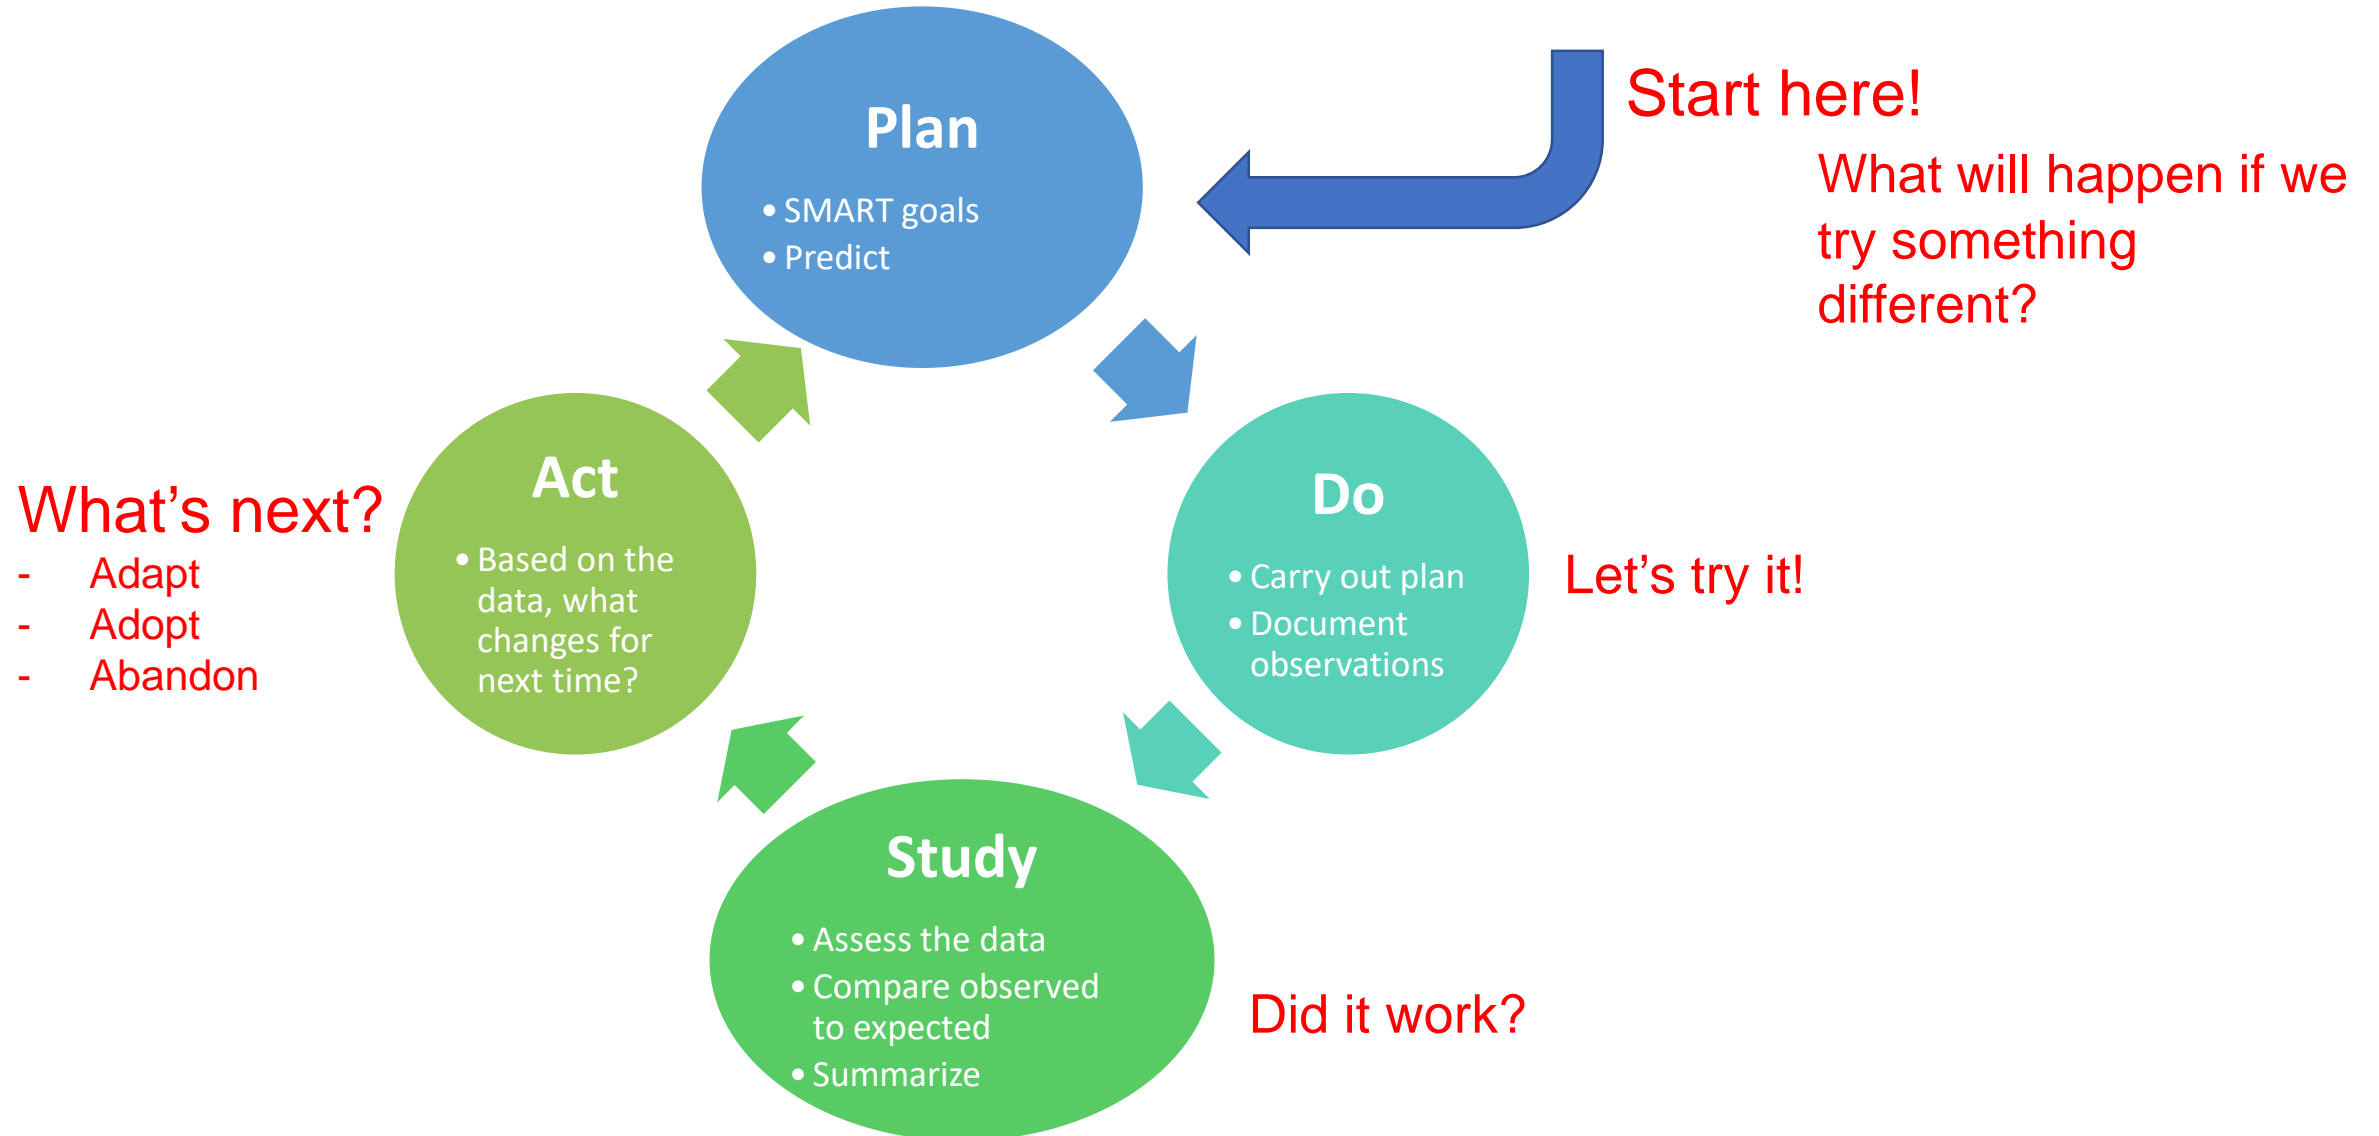 Plan
• SMART goals
• Predict
Start here!
What will happen if we
try something
different?
Do
• Carry out plan
• Document
observations
Let’s try it!
Study
• Assess the data
• Compare observed
to expected
• Summarize
Did it work?
Act
• Based on the
data, what
changes for
next time?
What’s next?
- Adapt
- Adopt
- Abandon